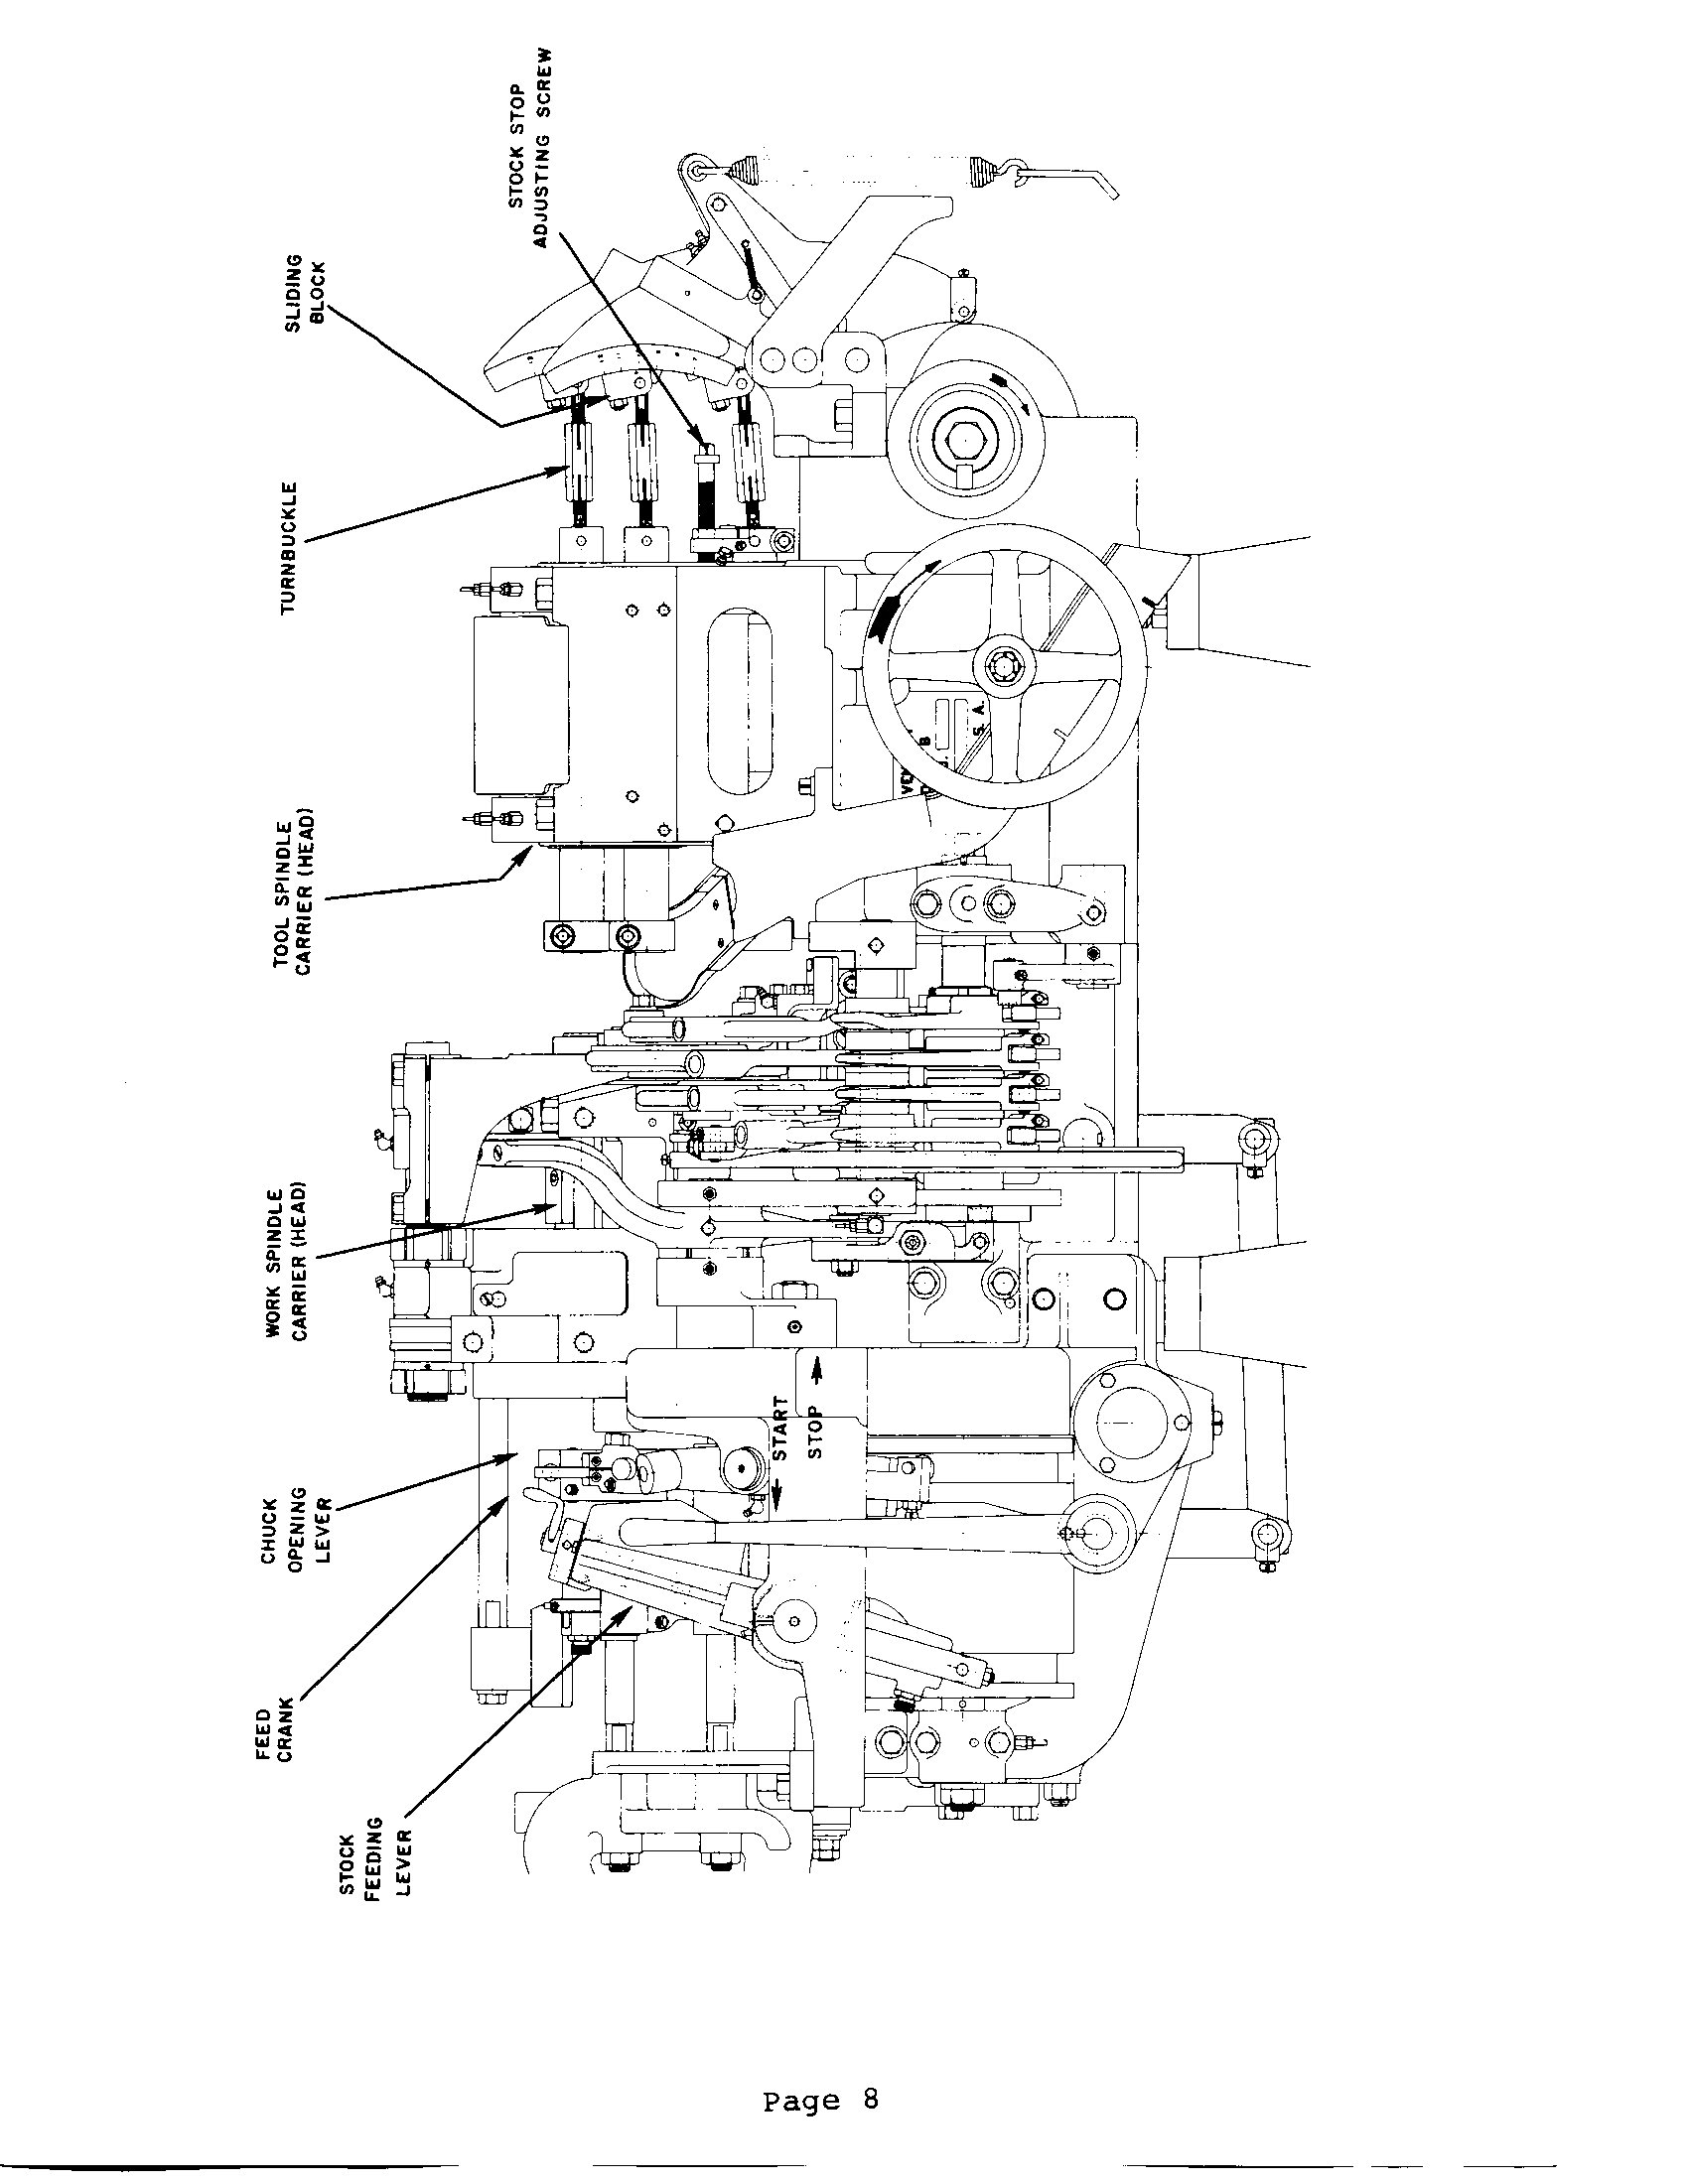 STOCK
FEEDING
LEVER
FEED
CRANK
CHUCK
OPENING
LEVER
WORK SPINDLE
CARRIER (HEAD)
TOOL SPINDLE
CARRIER (HEAD)
TURNBUCKLE
SLIDING
BLOCK
STOCK STOP
ADJUSTING SCREW
START
STOP
B
S. A.
Page 8